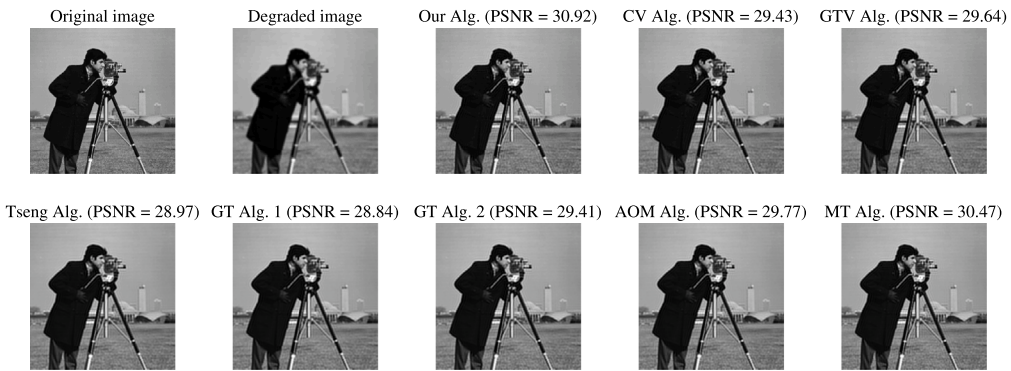 Original image
Degraded image
Our Alg. (PSNR = 30.92)
CV Alg. (PSNR = 29.43)
GTV Alg. (PSNR = 29.64)
Tseng Alg. (PSNR = 28.97)
GT Alg. 1 (PSNR = 28.84)
GT Alg. 2 (PSNR = 29.41)
AOM Alg. (PSNR = 29.77)
MT Alg. (PSNR = 30.47)